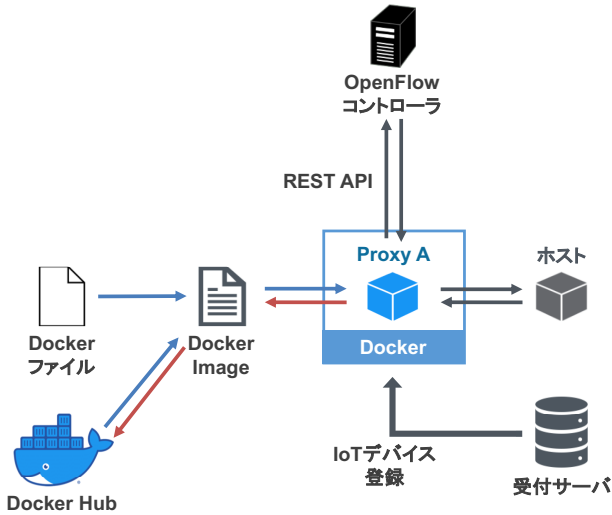 OpenFlow
コントローラ
REST API
Proxy A
ホスト
Docker
ファイル
Docker
Image
Docker
IoTデバイス
登録
受付サーバ
Docker Hub